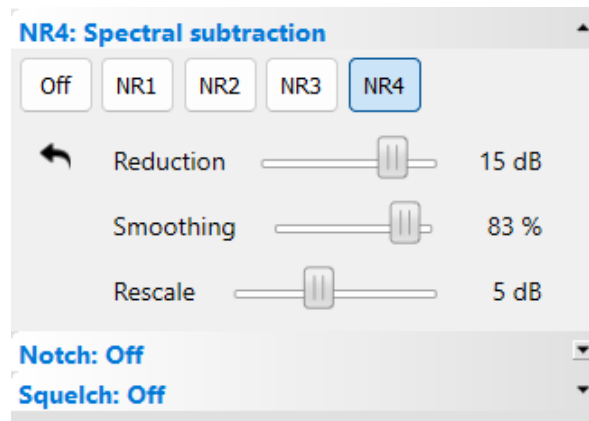 NR4: Spectral subtraction
Off NR1 NR2 NR3 NR4
Reduction 15 dB
Smoothing 83 %
Rescale 5 dB
Notch: Off
Squelch: Off